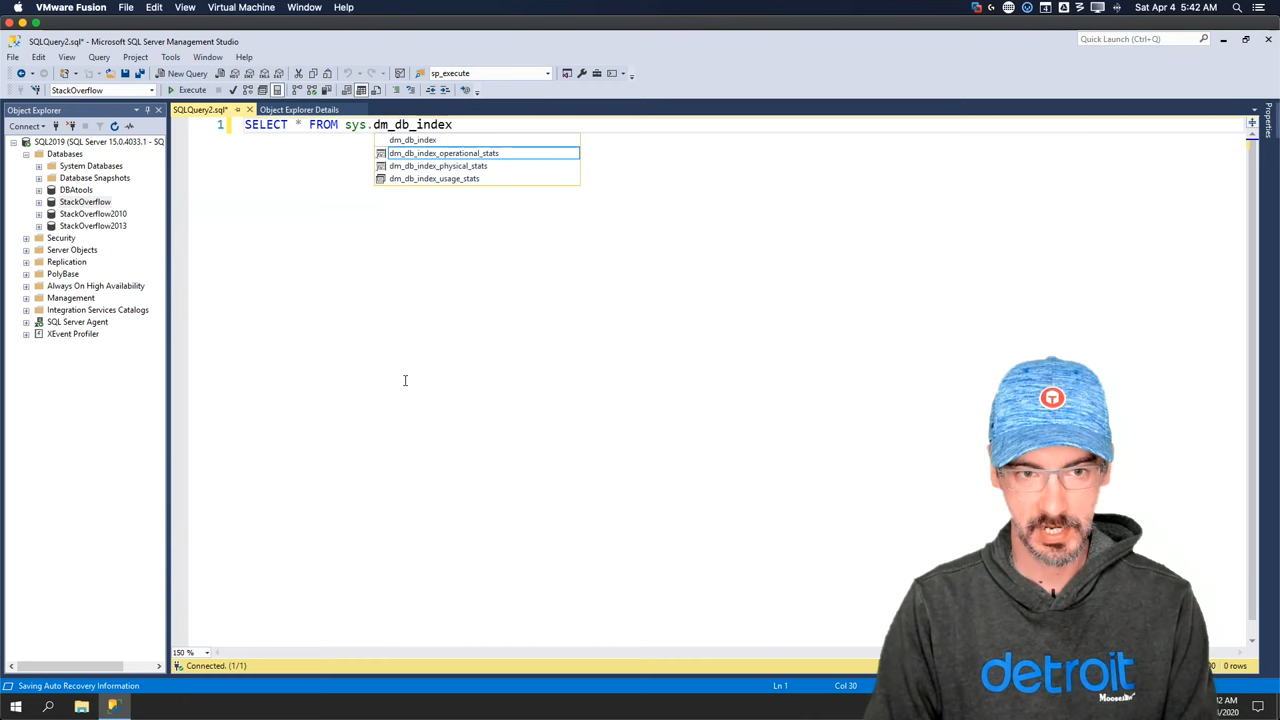 VMware Fusion File Edit View Virtual Machine Window Help
Sat Apr 4 5:42 AM
SQLQuery2.sql* - Microsoft SQL Server Management Studio
Quick Launch (Ctrl+Q)
File Edit View Query Project Tools Window Help
New Query
sp_execute
StackOverflow
Execute
Object Explorer
SQLQuery2.sql*
Object Explorer Details
Properties
Connect
1 SELECT * FROM sys.dm_db_index
dm_db_index
dm_db_index_operational_stats
dm_db_index_physical_stats
dm_db_index_usage_stats
SQL2019 (SQL Server 15.0.4033.1 - SQ
Databases
System Databases
Database Snapshots
DBAtools
StackOverflow
StackOverflow2010
StackOverflow2013
Security
Server Objects
Replication
PolyBase
Always On High Availability
Management
Integration Services Catalogs
SQL Server Agent
XEvent Profiler
detroit
150 %
Connected. (1/1)
0 rows
Saving Auto Recovery Information
Ln 1
Col 30